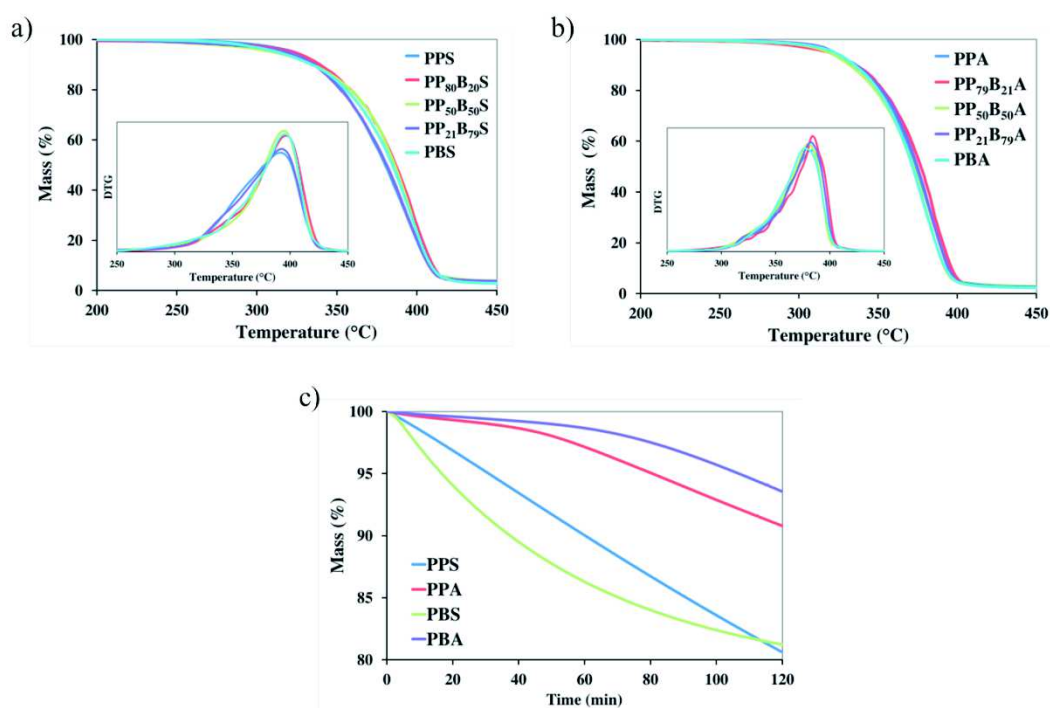 a)
100
80
60
40
20
0
Mass (%)
200
250
300
350
400
450
Temperature (°C)
PPS
PP₈₀B₂₀S
PP₅₀B₅₀S
PP₂₁B₇₉S
PBS
DTG
250
300
350
400
450
Temperature (°C)
b)
100
80
60
40
20
0
Mass (%)
200
250
300
350
400
450
Temperature (°C)
PPA
PP₇₉B₂₁A
PP₅₀B₅₀A
PP₂₁B₇₉A
PBA
DTG
250
300
350
400
450
Temperature (°C)
c)
100
95
90
85
80
Mass (%)
PPS
PPA
PBS
PBA
0
20
40
60
80
100
120
Time (min)